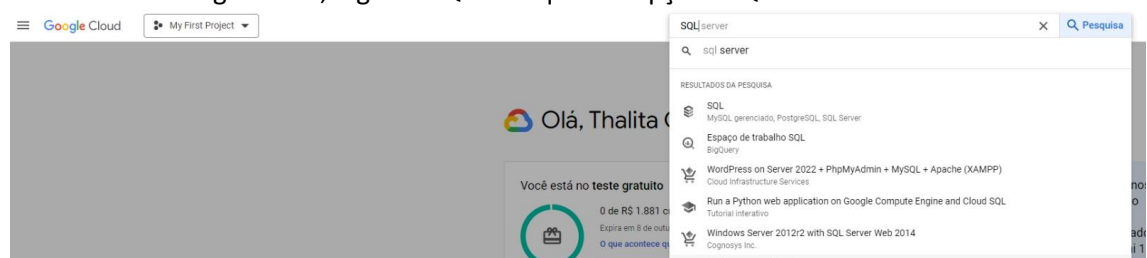 Google Cloud
My First Project
SQL server
Pesquisa
sql server
RESULTADOS DA PESQUISA
SQL
MySQL gerenciado, PostgreSQL, SQL Server
Espaço de trabalho SQL
BigQuery
WordPress on Server 2022 + PhpMyAdmin + MySQL + Apache (XAMPP)
Cloud Infrastructure Services
Run a Python web application on Google Compute Engine and Cloud SQL
Tutorial interativo
Windows Server 2012r2 with SQL Server Web 2014
Cognosys Inc.
Olá, Thalita
Você está no teste gratuito
0 de R$ 1.881
Expira em 8 de
O que acontece